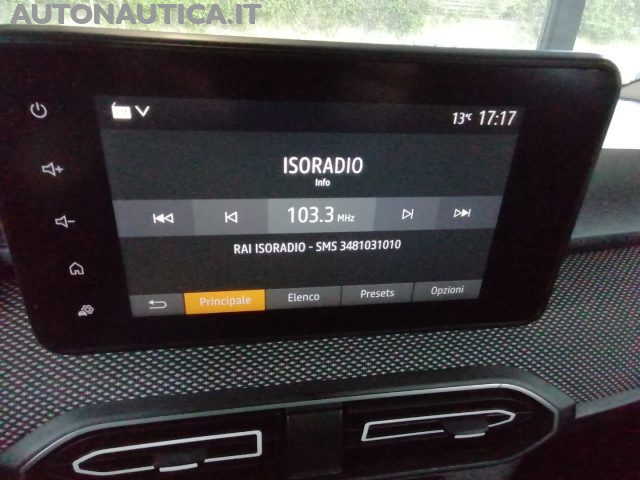 AUTONAUTICA.IT
13°C 17:17
ISORADIO
Info
103.3 MHz
RAI ISORADIO - SMS 3481031010
Principale Elenco Presets Opzioni